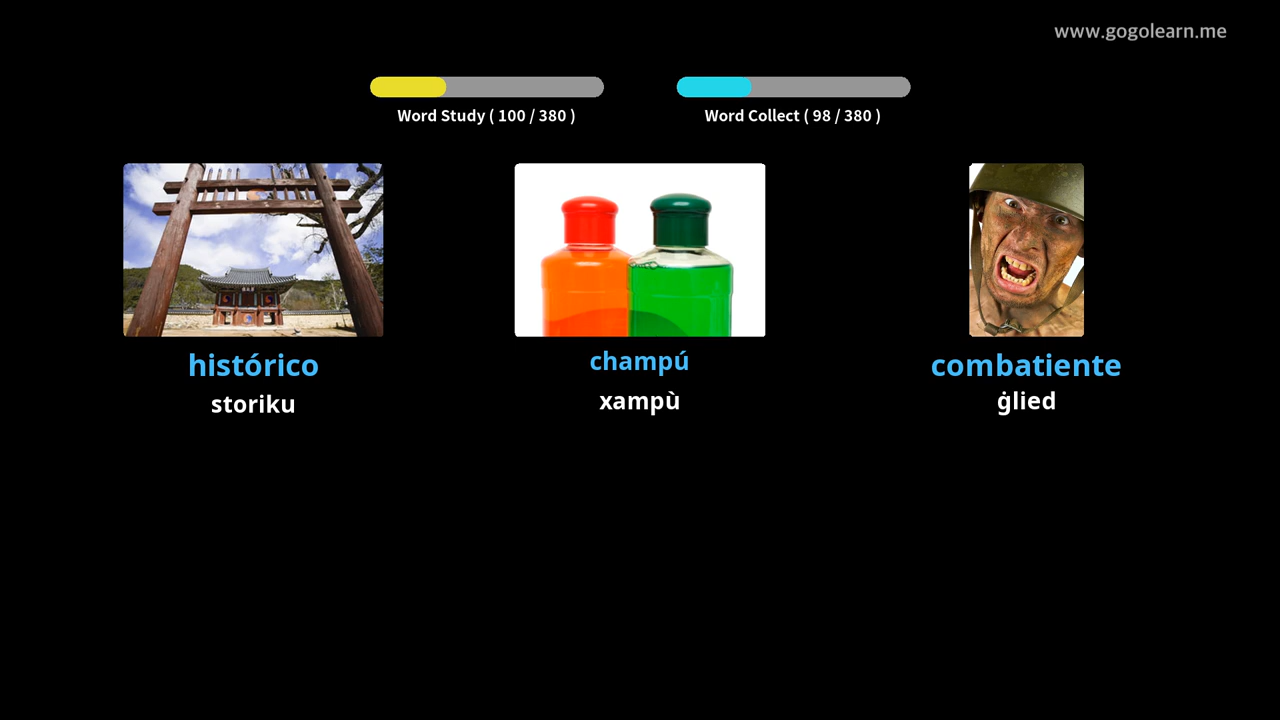 www.gogolearn.me
Word Study ( 100 / 380 )
Word Collect ( 98 / 380 )
histórico
storiku
champú
xampù
combatiente
ġlied